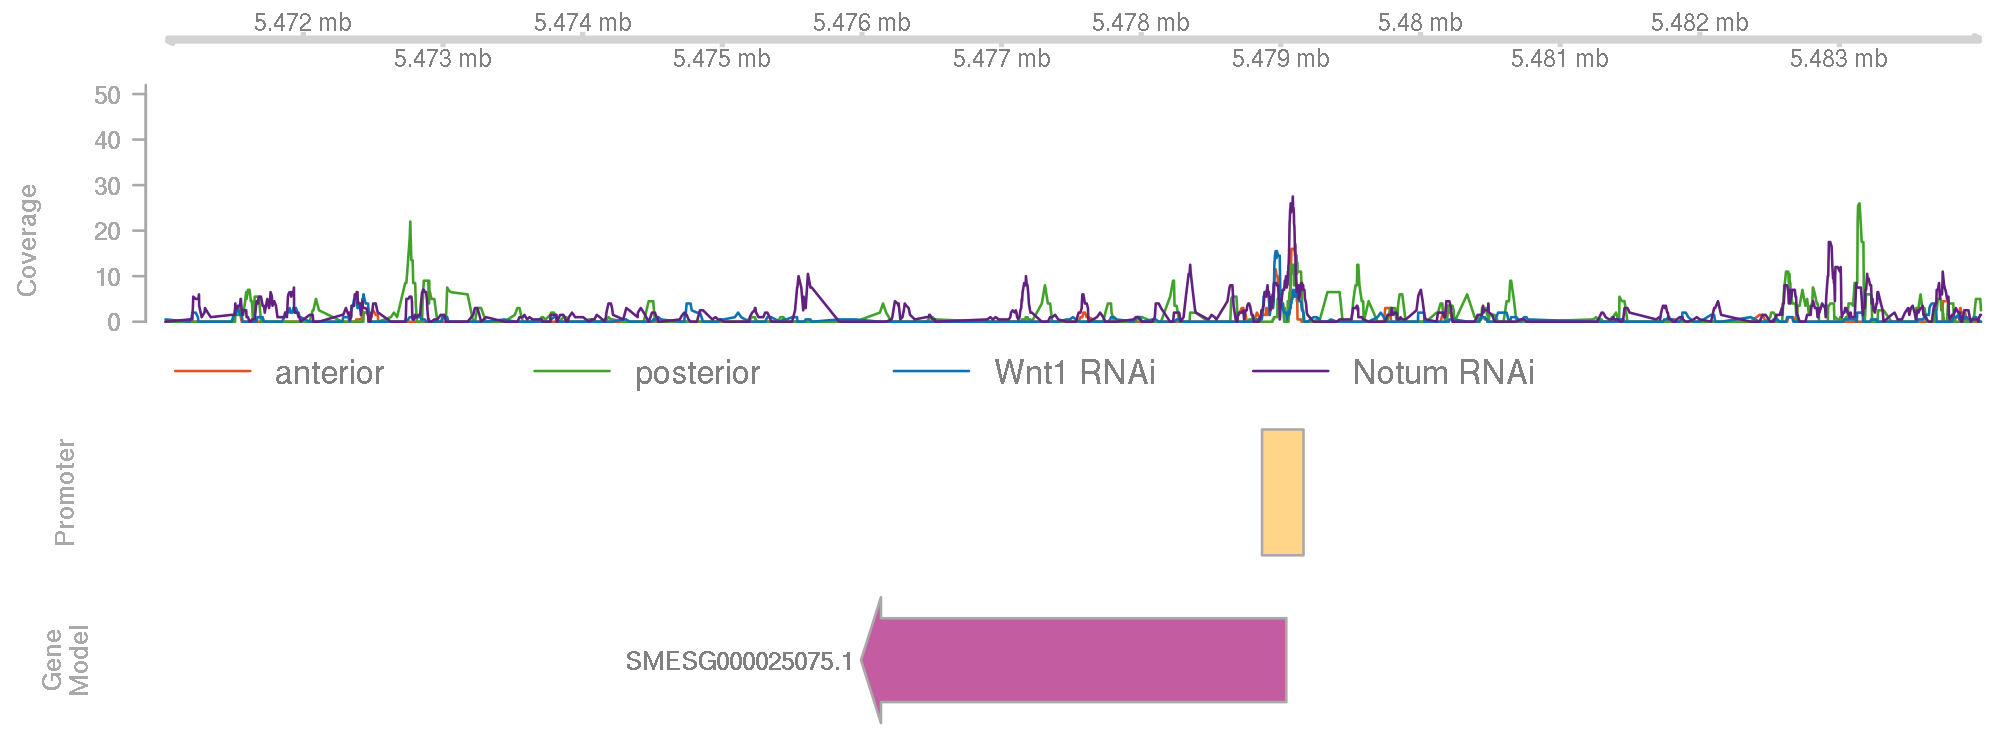 5.472 mb 5.474 mb 5.476 mb 5.478 mb 5.48 mb 5.482 mb
5.473 mb 5.475 mb 5.477 mb 5.479 mb 5.481 mb 5.483 mb
Coverage
50
40
30
20
10
0
anterior posterior Wnt1 RNAi Notum RNAi
Promoter
Gene
Model
SMESG000025075.1